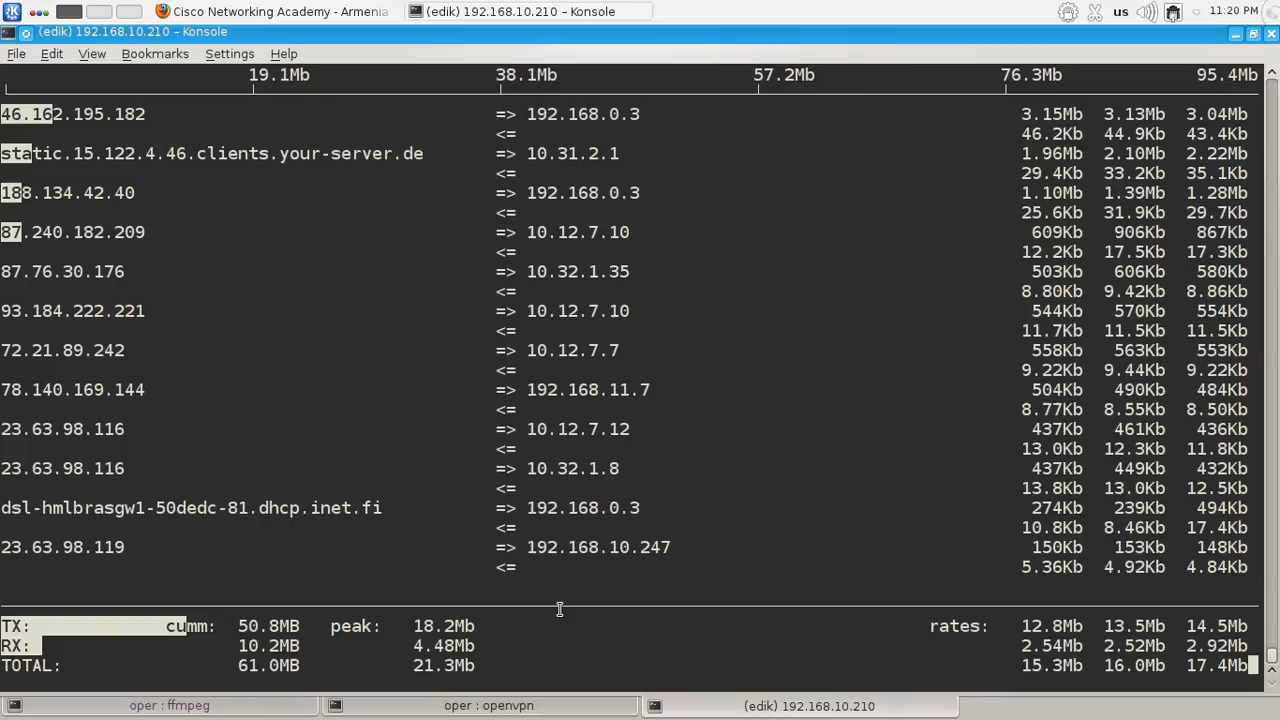 Cisco Networking Academy - Armenia
(edik) 192.168.10.210 – Konsole
us
11:20 PM
(edik) 192.168.10.210 – Konsole
File Edit View Bookmarks Settings Help
19.1Mb 38.1Mb 57.2Mb 76.3Mb 95.4Mb
46.162.195.182 => 192.168.0.3 3.15Mb 3.13Mb 3.04Mb
<= 46.2Kb 44.9Kb 43.4Kb
static.15.122.4.46.clients.your-server.de => 10.31.2.1 1.96Mb 2.10Mb 2.22Mb
<= 29.4Kb 33.2Kb 35.1Kb
188.134.42.40 => 192.168.0.3 1.10Mb 1.39Mb 1.28Mb
<= 25.6Kb 31.9Kb 29.7Kb
87.240.182.209 => 10.12.7.10 609Kb 906Kb 867Kb
<= 12.2Kb 17.5Kb 17.3Kb
87.76.30.176 => 10.32.1.35 503Kb 606Kb 580Kb
<= 8.80Kb 9.42Kb 8.86Kb
93.184.222.221 => 10.12.7.10 544Kb 570Kb 554Kb
<= 11.7Kb 11.5Kb 11.5Kb
72.21.89.242 => 10.12.7.7 558Kb 563Kb 553Kb
<= 9.22Kb 9.44Kb 9.22Kb
78.140.169.144 => 192.168.11.7 504Kb 490Kb 484Kb
<= 8.77Kb 8.55Kb 8.50Kb
23.63.98.116 => 10.12.7.12 437Kb 461Kb 436Kb
<= 13.0Kb 12.3Kb 11.8Kb
23.63.98.116 => 10.32.1.8 437Kb 449Kb 432Kb
<= 13.8Kb 13.0Kb 12.5Kb
dsl-hmlbrasgw1-50dedc-81.dhcp.inet.fi => 192.168.0.3 274Kb 239Kb 494Kb
<= 10.8Kb 8.46Kb 17.4Kb
23.63.98.119 => 192.168.10.247 150Kb 153Kb 148Kb
<= 5.36Kb 4.92Kb 4.84Kb
TX: cumm: 50.8MB peak: 18.2Mb rates: 12.8Mb 13.5Mb 14.5Mb
RX: 10.2MB 4.48Mb 2.54Mb 2.52Mb 2.92Mb
TOTAL: 61.0MB 21.3Mb 15.3Mb 16.0Mb 17.4Mb
oper : ffmpeg
oper : openvpn
(edik) 192.168.10.210